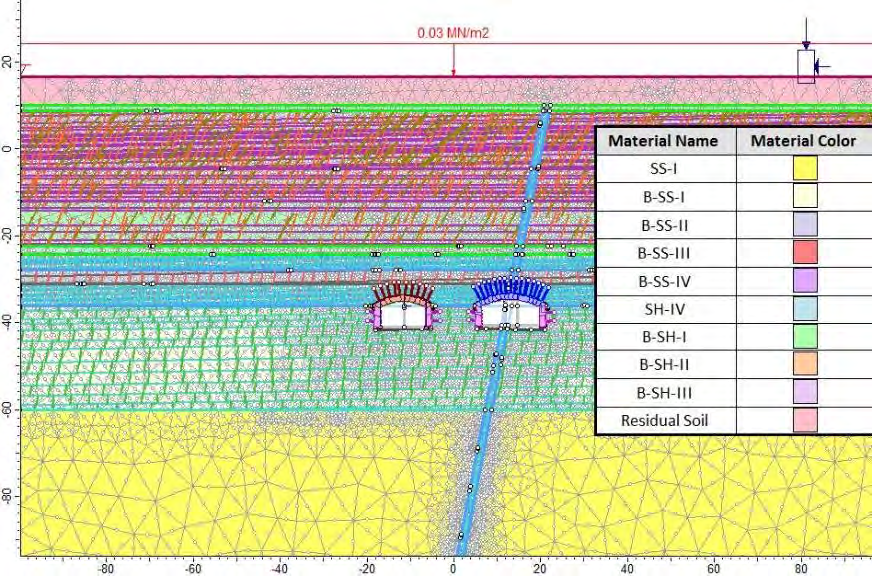 0.03 MN/m2
20
0
-20
-40
-60
-80
Material Name Material Color
SS-I
B-SS-I
B-SS-II
B-SS-III
B-SS-IV
SH-IV
B-SH-I
B-SH-II
B-SH-III
Residual Soil
-80 -60 -40 -20 0 20 40 60 80